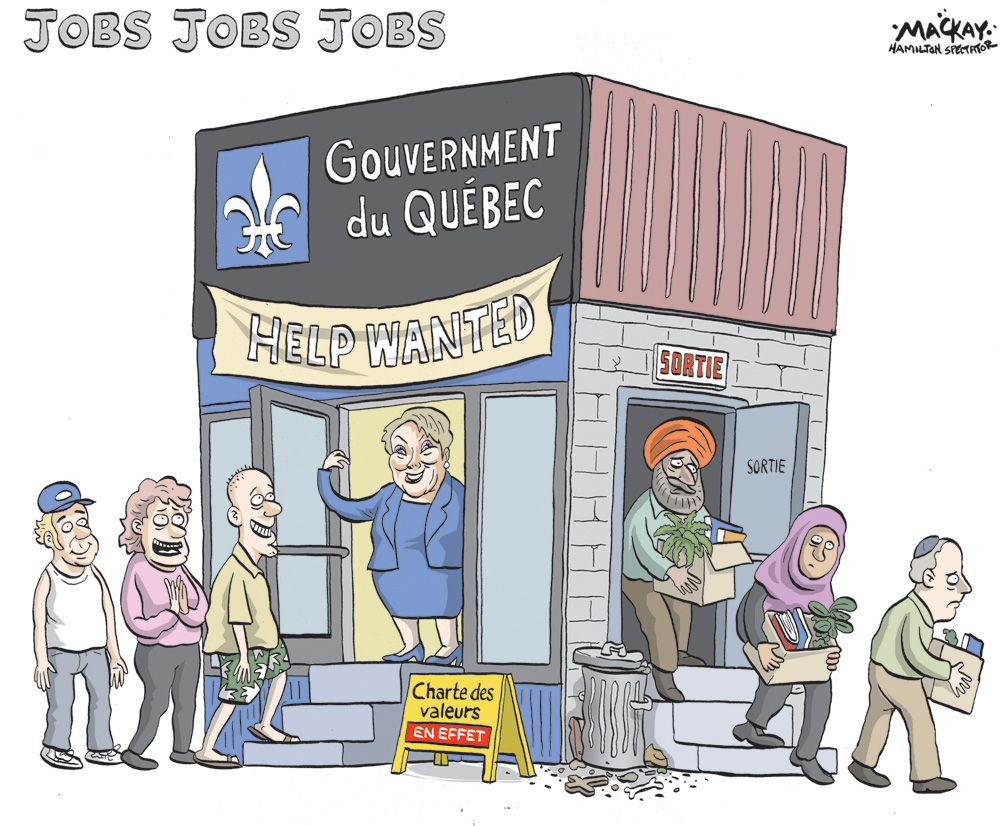 JOBS JOBS JOBS
MACKAY
HAMILTON SPECTATOR
GOUVERNMENT
du QUÉBEC
HELP WANTED
SORTIE
SORTIE
Charte des
valeurs
EN EFFET